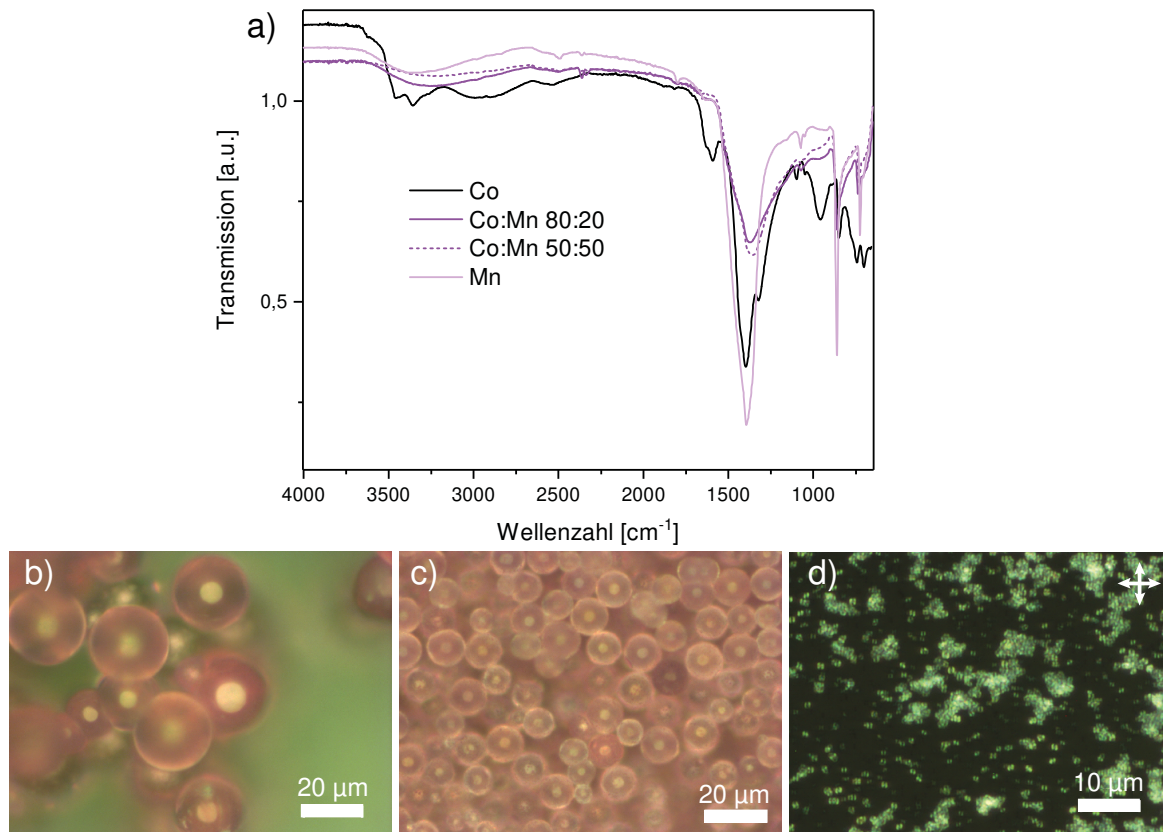 a)
1,0
0,5
Transmission [a.u.]
Co
Co:Mn 80:20
Co:Mn 50:50
Mn
4000 3500 3000 2500 2000 1500 1000
Wellenzahl [cm⁻¹]
b) c) d)
20 µm 20 µm 10 µm